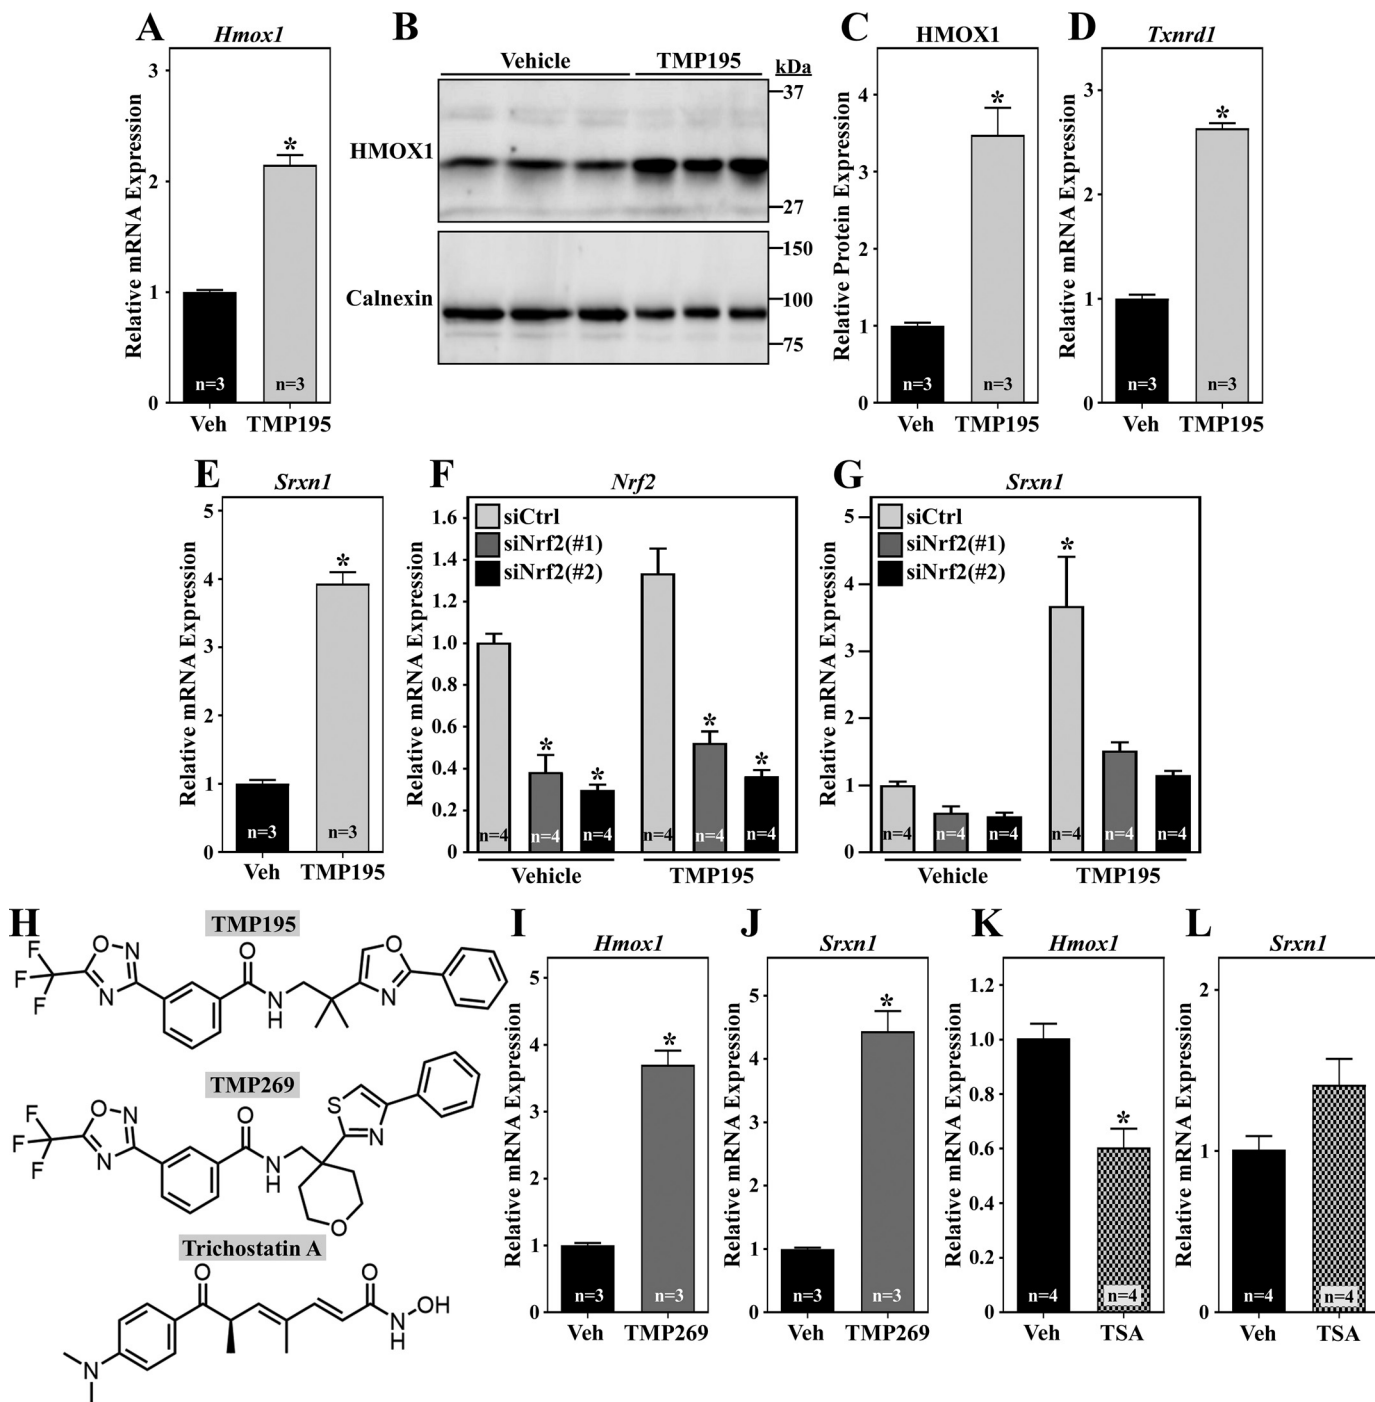 A
Hmox1
Relative mRNA Expression
3
2
1
0
n=3
n=3
Veh
TMP195
B
Vehicle
TMP195
kDa
HMOX1
37
27
Calnexin
150
100
75
C
HMOX1
Relative Protein Expression
4
3
2
1
0
n=3
n=3
Veh
TMP195
D
Txnrd1
Relative mRNA Expression
3
2
1
0
n=3
n=3
Veh
TMP195
*
*
*
E
Srxn1
Relative mRNA Expression
5
4
3
2
1
0
*
n=3
n=3
Veh
TMP195
F
Nrf2
siCtrl
siNrf2(#1)
siNrf2(#2)
Relative mRNA Expression
1.6
1.4
1.2
1.0
0.8
0.6
0.4
0.2
0
*
*
*
*
n=4
n=4
n=4
n=4
n=4
n=4
Vehicle
TMP195
G
Srxn1
siCtrl
siNrf2(#1)
siNrf2(#2)
Relative mRNA Expression
5
4
3
2
1
0
*
n=4
n=4
n=4
n=4
n=4
n=4
Vehicle
TMP195
H
TMP195
F
F
F
O
N
N
O
N
H
O
N
TMP269
F
F
F
O
N
N
O
N
H
S
N
O
Trichostatin A
O
O
N
H
OH
N
I
Hmox1
Relative mRNA Expression
5
4
3
2
1
0
*
n=3
n=3
Veh
TMP269
J
Srxn1
Relative mRNA Expression
5
4
3
2
1
0
*
n=3
n=3
Veh
TMP269
K
Hmox1
Relative mRNA Expression
1.2
1.0
0.8
0.6
0.4
0.2
0
*
n=4
n=4
Veh
TSA
L
Srxn1
Relative mRNA Expression
2
1
0
n=4
n=4
Veh
TSA